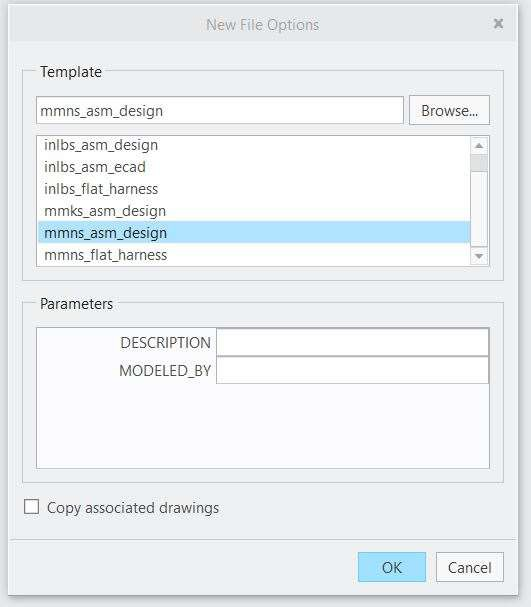 New File Options
Template
mmns_asm_design
Browse...
inlbs_asm_design
inlbs_asm_ecad
inlbs_flat_harness
mmks_asm_design
mmns_asm_design
mmns_flat_harness
Parameters
DESCRIPTION
MODELED_BY
Copy associated drawings
OK Cancel